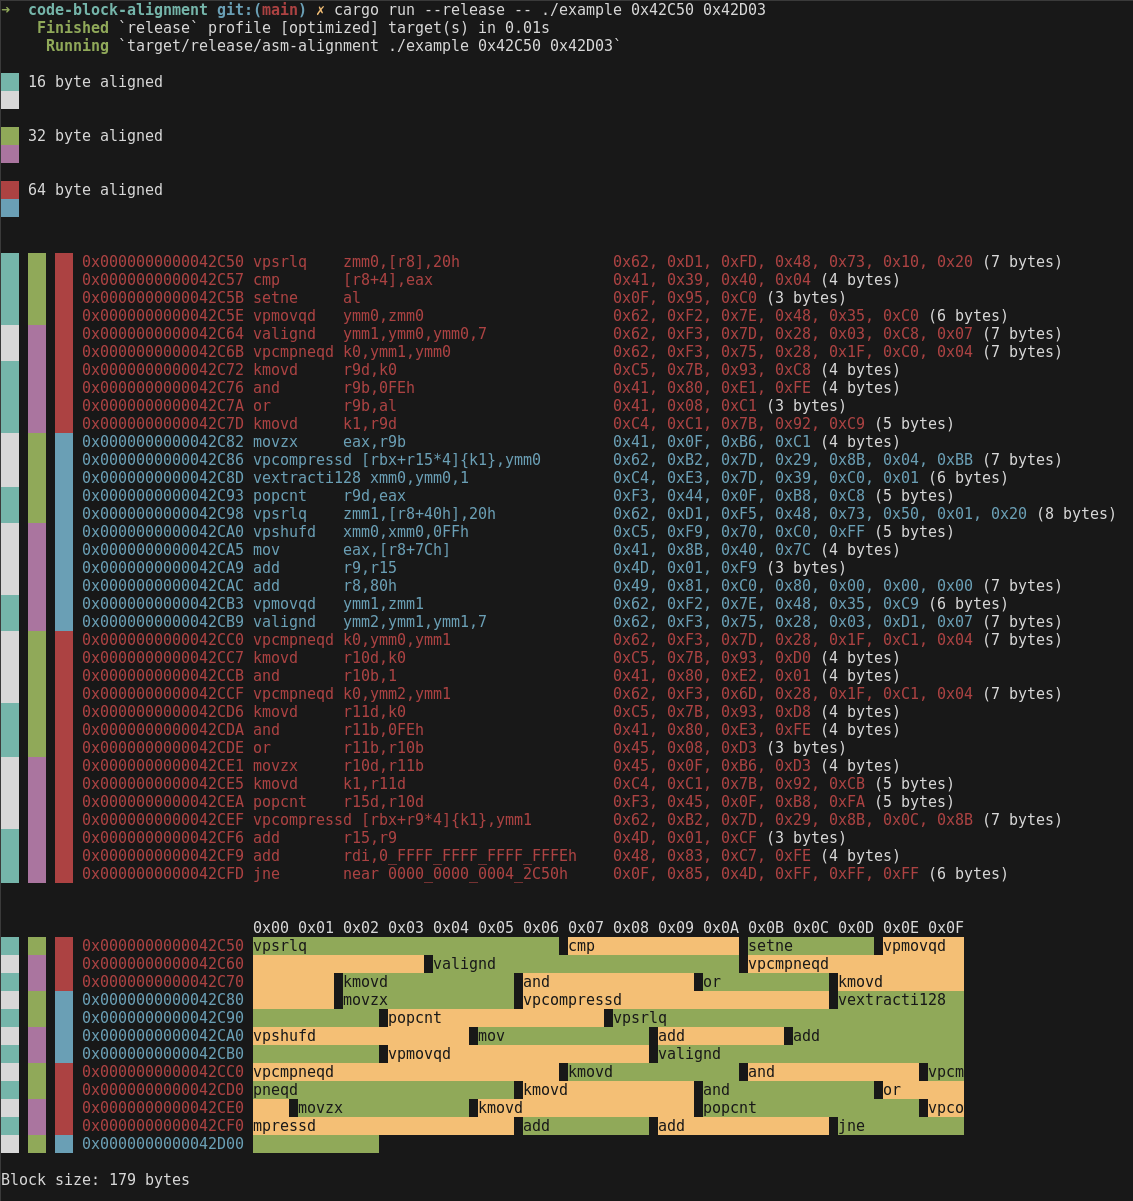 ➜  code-block-alignment git:(main) ✗ cargo run --release -- ./example 0x42C50 0x42D03
    Finished `release` profile [optimized] target(s) in 0.01s
     Running `target/release/asm-alignment ./example 0x42C50 0x42D03`
16 byte aligned
32 byte aligned
64 byte aligned
0x0000000000042C50 vpsrlq    zmm0,[r8],20h                 0x62, 0xD1, 0xFD, 0x48, 0x73, 0x10, 0x20 (7 bytes)
0x0000000000042C57 cmp       [r8+4],eax                    0x41, 0x39, 0x40, 0x04 (4 bytes)
0x0000000000042C5B setne     al                            0x0F, 0x95, 0xC0 (3 bytes)
0x0000000000042C5E vpmovqd   ymm0,zmm0                     0x62, 0xF2, 0x7E, 0x48, 0x35, 0xC0 (6 bytes)
0x0000000000042C64 valignd   ymm1,ymm0,ymm0,7              0x62, 0xF3, 0x7D, 0x28, 0x03, 0xC8, 0x07 (7 bytes)
0x0000000000042C6B vpcmpneqd k0,ymm1,ymm0                  0x62, 0xF3, 0x75, 0x28, 0x1F, 0xC0, 0x04 (7 bytes)
0x0000000000042C72 kmovd     r9d,k0                        0xC5, 0x7B, 0x93, 0xC8 (4 bytes)
0x0000000000042C76 and       r9b,0FEh                      0x41, 0x80, 0xE1, 0xFE (4 bytes)
0x0000000000042C7A or        r9b,al                        0x41, 0x08, 0xC1 (3 bytes)
0x0000000000042C7D kmovd     k1,r9d                        0xC4, 0xC1, 0x7B, 0x92, 0xC9 (5 bytes)
0x0000000000042C82 movzx     eax,r9b                       0x41, 0x0F, 0xB6, 0xC1 (4 bytes)
0x0000000000042C86 vpcompressd [rbx+r15*4]{k1},ymm0        0x62, 0xB2, 0x7D, 0x29, 0x8B, 0x04, 0xBB (7 bytes)
0x0000000000042C8D vextracti128 xmm0,ymm0,1                0xC4, 0xE3, 0x7D, 0x39, 0xC0, 0x01 (6 bytes)
0x0000000000042C93 popcnt    r9d,eax                       0xF3, 0x44, 0x0F, 0xB8, 0xC8 (5 bytes)
0x0000000000042C98 vpsrlq    zmm1,[r8+40h],20h             0x62, 0xD1, 0xF5, 0x48, 0x73, 0x50, 0x01, 0x20 (8 bytes)
0x0000000000042CA0 vpshufd   xmm0,xmm0,0FFh                0xC5, 0xF9, 0x70, 0xC0, 0xFF (5 bytes)
0x0000000000042CA5 mov       eax,[r8+7Ch]                  0x41, 0x8B, 0x40, 0x7C (4 bytes)
0x0000000000042CA9 add       r9,r15                        0x4D, 0x01, 0xF9 (3 bytes)
0x0000000000042CAC add       r8,80h                        0x49, 0x81, 0xC0, 0x80, 0x00, 0x00, 0x00 (7 bytes)
0x0000000000042CB3 vpmovqd   ymm1,zmm1                     0x62, 0xF2, 0x7E, 0x48, 0x35, 0xC9 (6 bytes)
0x0000000000042CB9 valignd   ymm2,ymm1,ymm1,7              0x62, 0xF3, 0x75, 0x28, 0x03, 0xD1, 0x07 (7 bytes)
0x0000000000042CC0 vpcmpneqd k0,ymm0,ymm1                  0x62, 0xF3, 0x7D, 0x28, 0x1F, 0xC1, 0x04 (7 bytes)
0x0000000000042CC7 kmovd     r10d,k0                       0xC5, 0x7B, 0x93, 0xD0 (4 bytes)
0x0000000000042CCB and       r10b,1                        0x41, 0x80, 0xE2, 0x01 (4 bytes)
0x0000000000042CCF vpcmpneqd k0,ymm2,ymm1                  0x62, 0xF3, 0x6D, 0x28, 0x1F, 0xC1, 0x04 (7 bytes)
0x0000000000042CD6 kmovd     r11d,k0                       0xC5, 0x7B, 0x93, 0xD8 (4 bytes)
0x0000000000042CDA and       r11b,0FEh                     0x41, 0x80, 0xE3, 0xFE (4 bytes)
0x0000000000042CDE or        r11b,r10b                     0x45, 0x08, 0xD3 (3 bytes)
0x0000000000042CE1 movzx     r10d,r11b                     0x45, 0x0F, 0xB6, 0xD3 (4 bytes)
0x0000000000042CE5 kmovd     k1,r11d                       0xC4, 0xC1, 0x7B, 0x92, 0xCB (5 bytes)
0x0000000000042CEA popcnt    r15d,r10d                     0xF3, 0x45, 0x0F, 0xB8, 0xFA (5 bytes)
0x0000000000042CEF vpcompressd [rbx+r9*4]{k1},ymm1         0x62, 0xB2, 0x7D, 0x29, 0x8B, 0x0C, 0x8B (7 bytes)
0x0000000000042CF6 add       r15,r9                        0x4D, 0x01, 0xCF (3 bytes)
0x0000000000042CF9 add       rdi,0_FFFF_FFFF_FFFF_FFFEh    0x48, 0x83, 0xC7, 0xFE (4 bytes)
0x0000000000042CFD jne       near 0000_0000_0004_2C50h     0x0F, 0x85, 0x4D, 0xFF, 0xFF, 0xFF (6 bytes)
0x00 0x01 0x02 0x03 0x04 0x05 0x06 0x07 0x08 0x09 0x0A 0x0B 0x0C 0x0D 0x0E 0x0F
0x0000000000042C50 vpsrlq cmp setne vpmovqd
0x0000000000042C60 valignd vpcmpneqd
0x0000000000042C70 kmovd and or kmovd
0x0000000000042C80 movzx vpcompressd vextracti128
0x0000000000042C90 popcnt vpsrlq
0x0000000000042CA0 vpshufd mov add add
0x0000000000042CB0 vpmovqd valignd
0x0000000000042CC0 vpcmpneqd kmovd and vpcm
0x0000000000042CD0 pneqd kmovd and or
0x0000000000042CE0 movzx kmovd popcnt vpco
0x0000000000042CF0 mpressd add add jne
0x0000000000042D00
Block size: 179 bytes